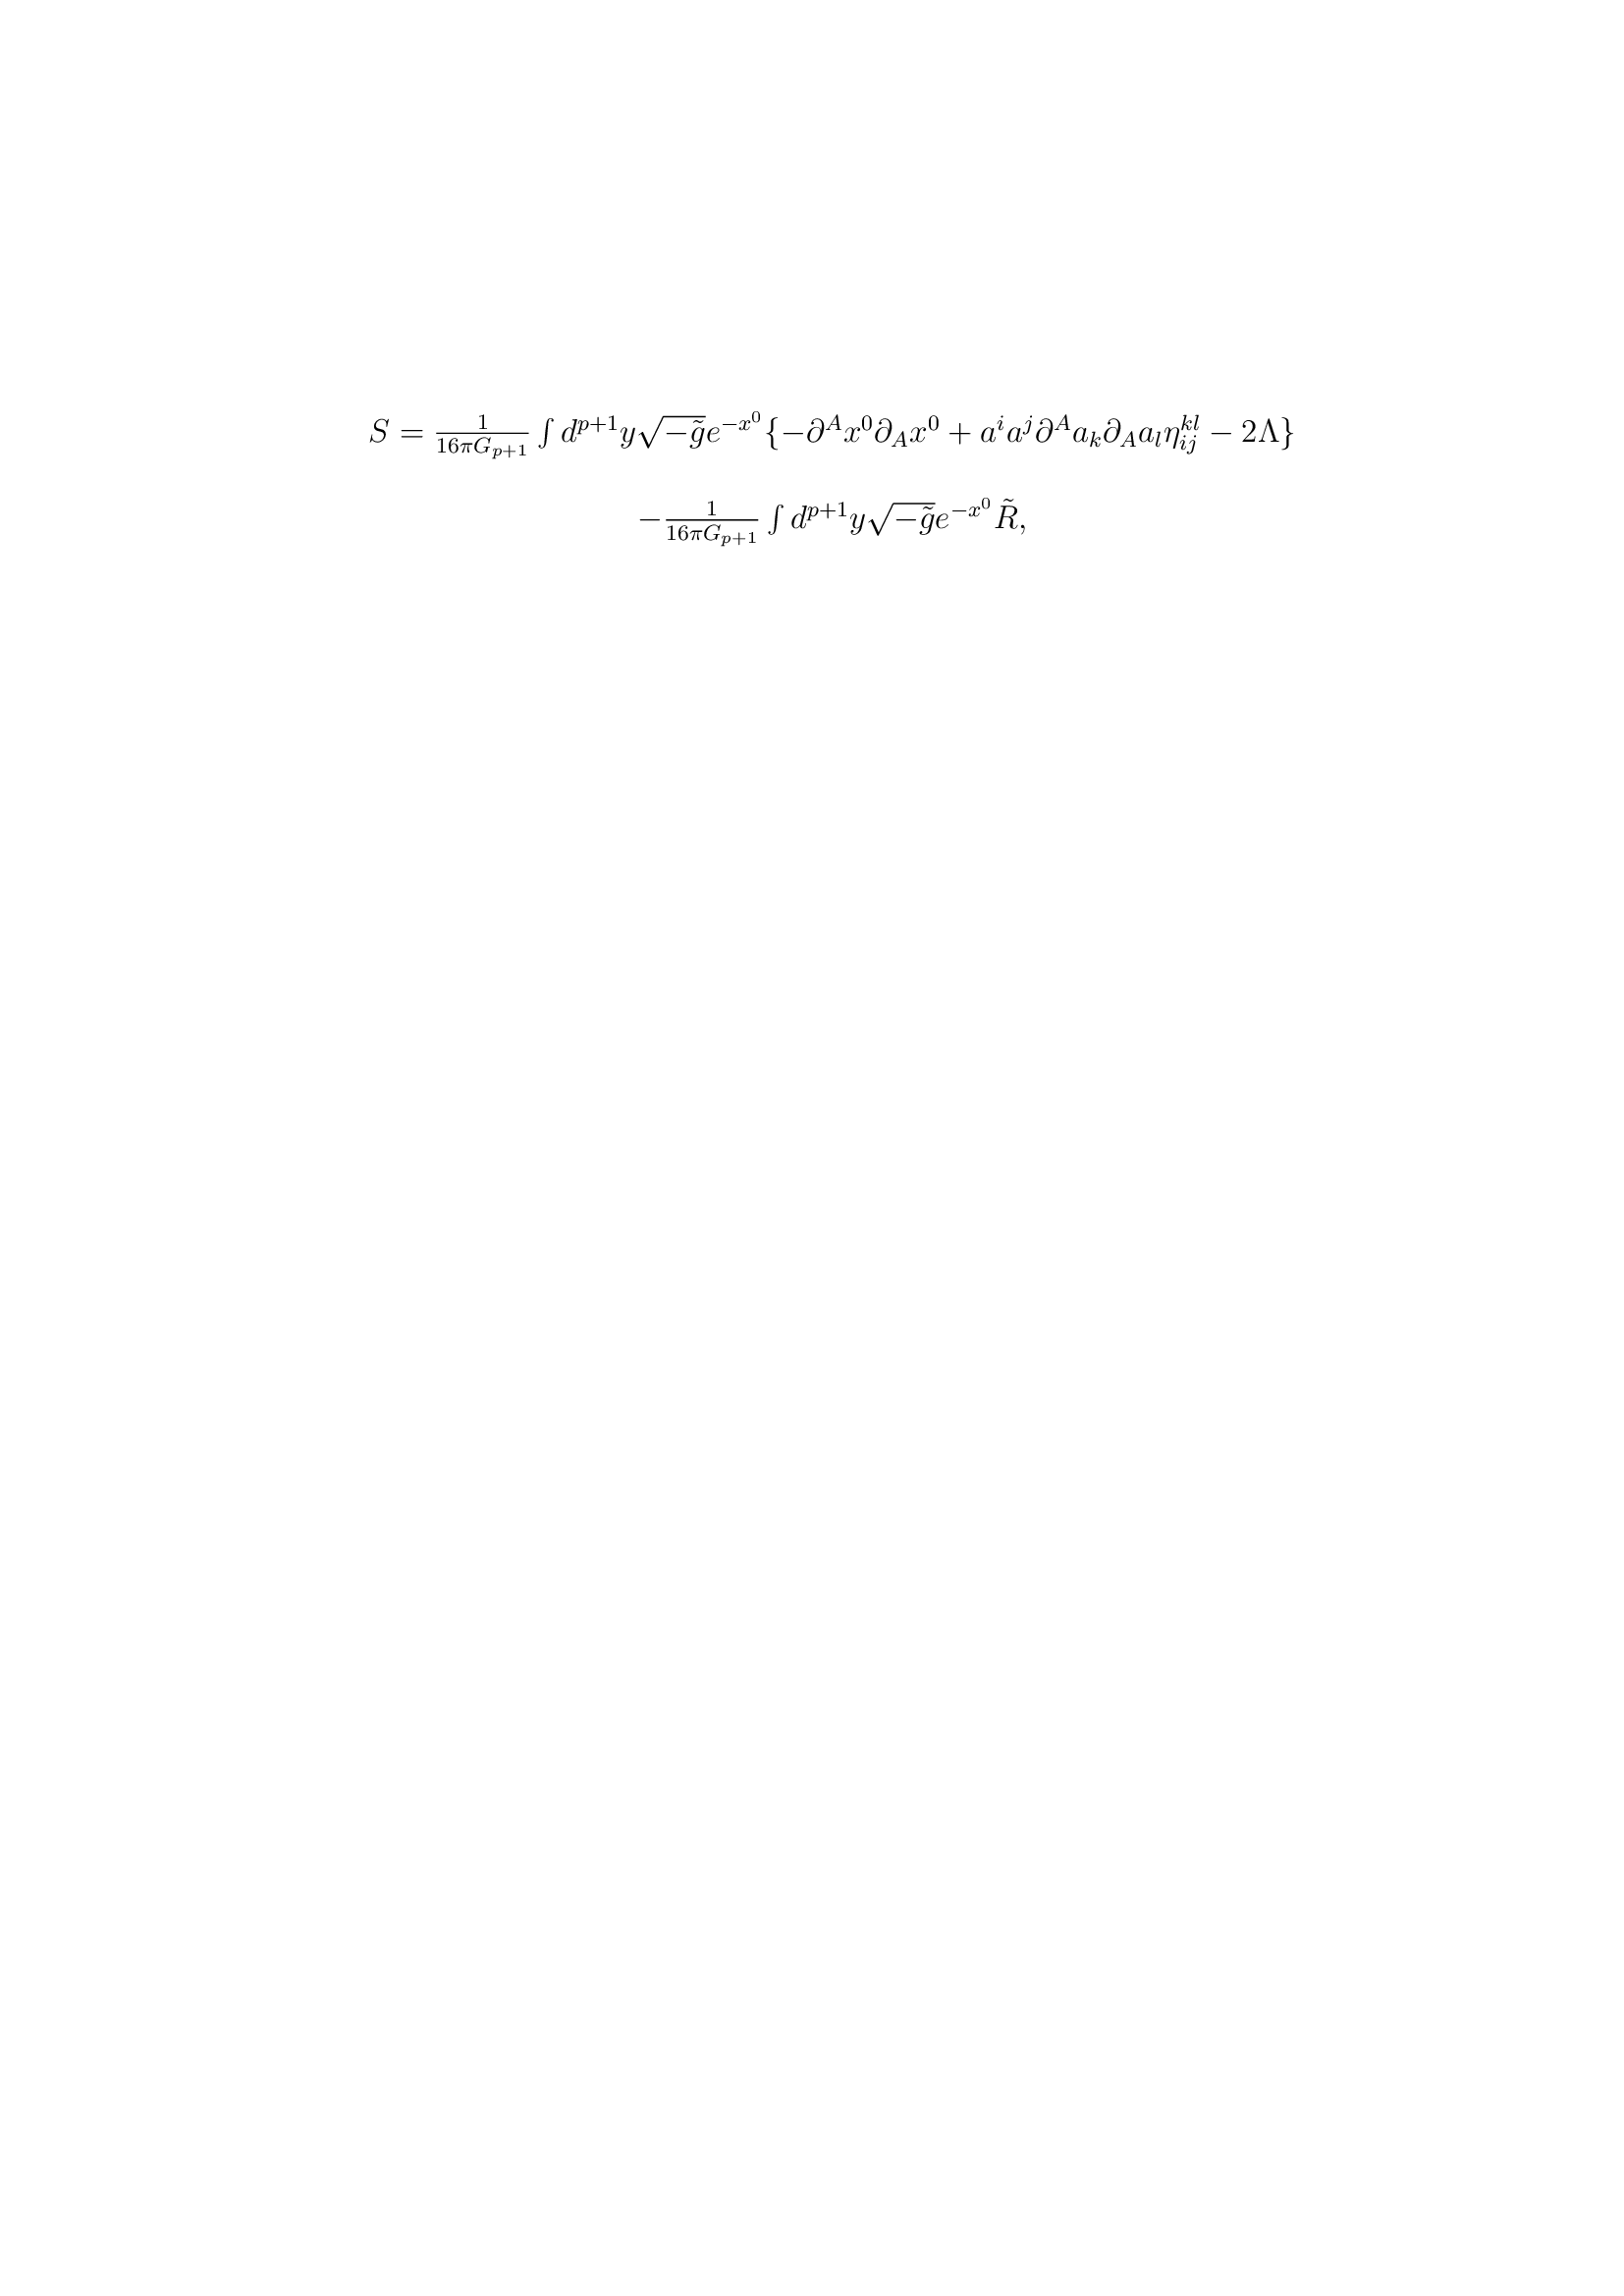 $S = \frac{1}{16\pi G_{p+1}} \int d^{p+1}y \sqrt{-\tilde{g}} e^{-x^0} \{-\partial^A x^0 \partial_A x^0 + a^i a^j \partial^A a_k \partial_A a_l \eta_{ij}^{kl} - 2\Lambda\}$
$-\frac{1}{16\pi G_{p+1}} \int d^{p+1}y \sqrt{-\tilde{g}} e^{-x^0} \tilde{R},$